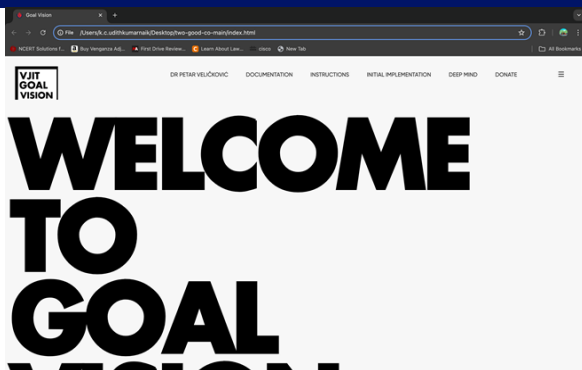 Goal Vision
File /Users/k.c.udithkumarnaik/Desktop/two-good-co-main/index.html
NCERT Solutions f... Buy Vengance Adj... First Drive Review... Learn About Law... cisco New Tab All Bookmarks
VJIT
GOAL
VISION
DR PETAR VELIČKOVIĆ DOCUMENTATION INSTRUCTIONS INITIAL IMPLEMENTATION DEEP MIND DONATE
WELCOME
TO
GOAL
VISION